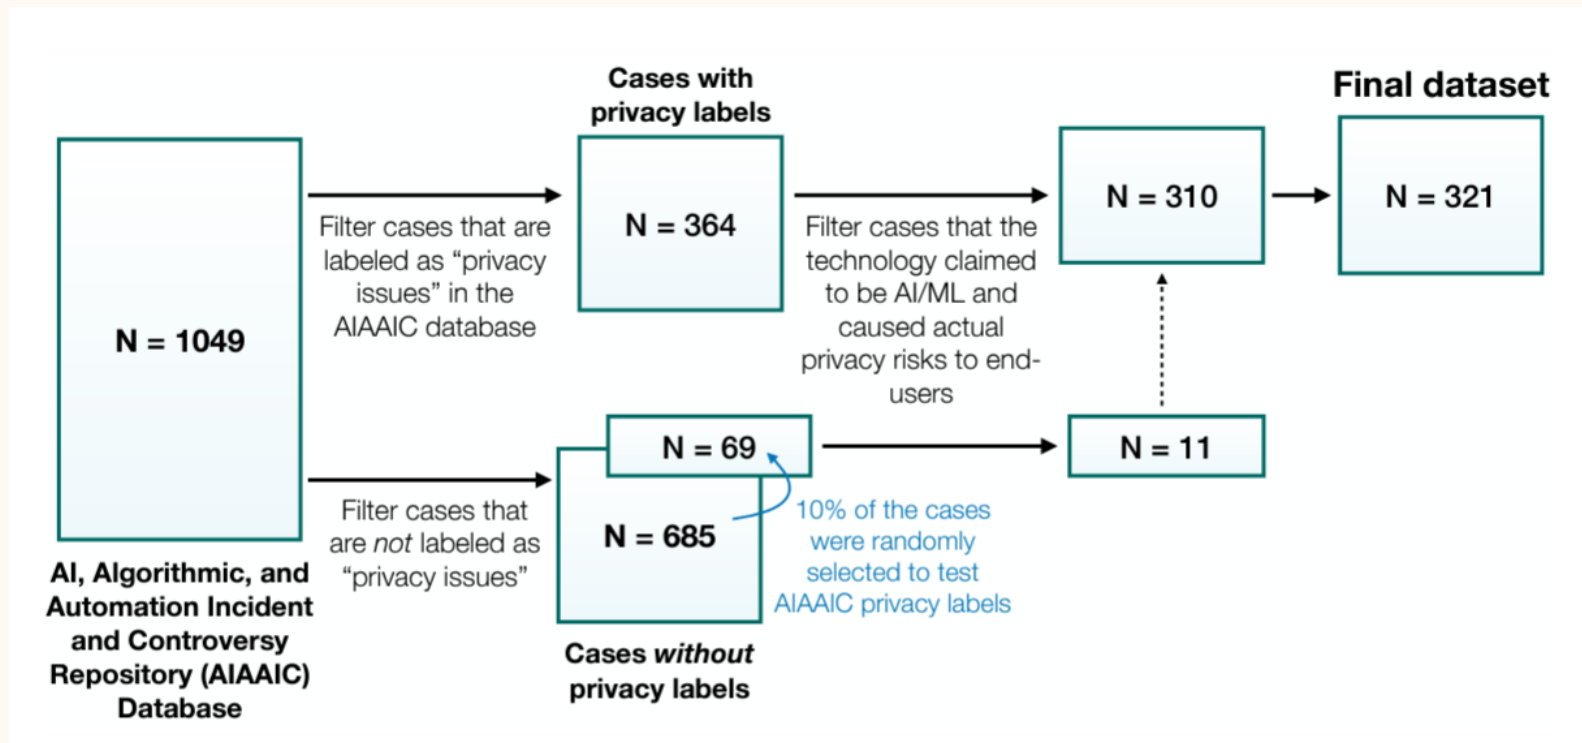 Cases with
privacy labels
Final dataset
N = 1049
Filter cases that are
labeled as “privacy
issues” in the
AIAAIC database
N = 364
Filter cases that the
technology claimed
to be AI/ML and
caused actual
privacy risks to end-
users
N = 310
N = 321
Filter cases that
are not labeled as
“privacy issues”
N = 69
N = 685
10% of the cases
were randomly
selected to test
AIAAIC privacy labels
N = 11
AI, Algorithmic, and
Automation Incident
and Controversy
Repository (AIAAIC)
Database
Cases without
privacy labels